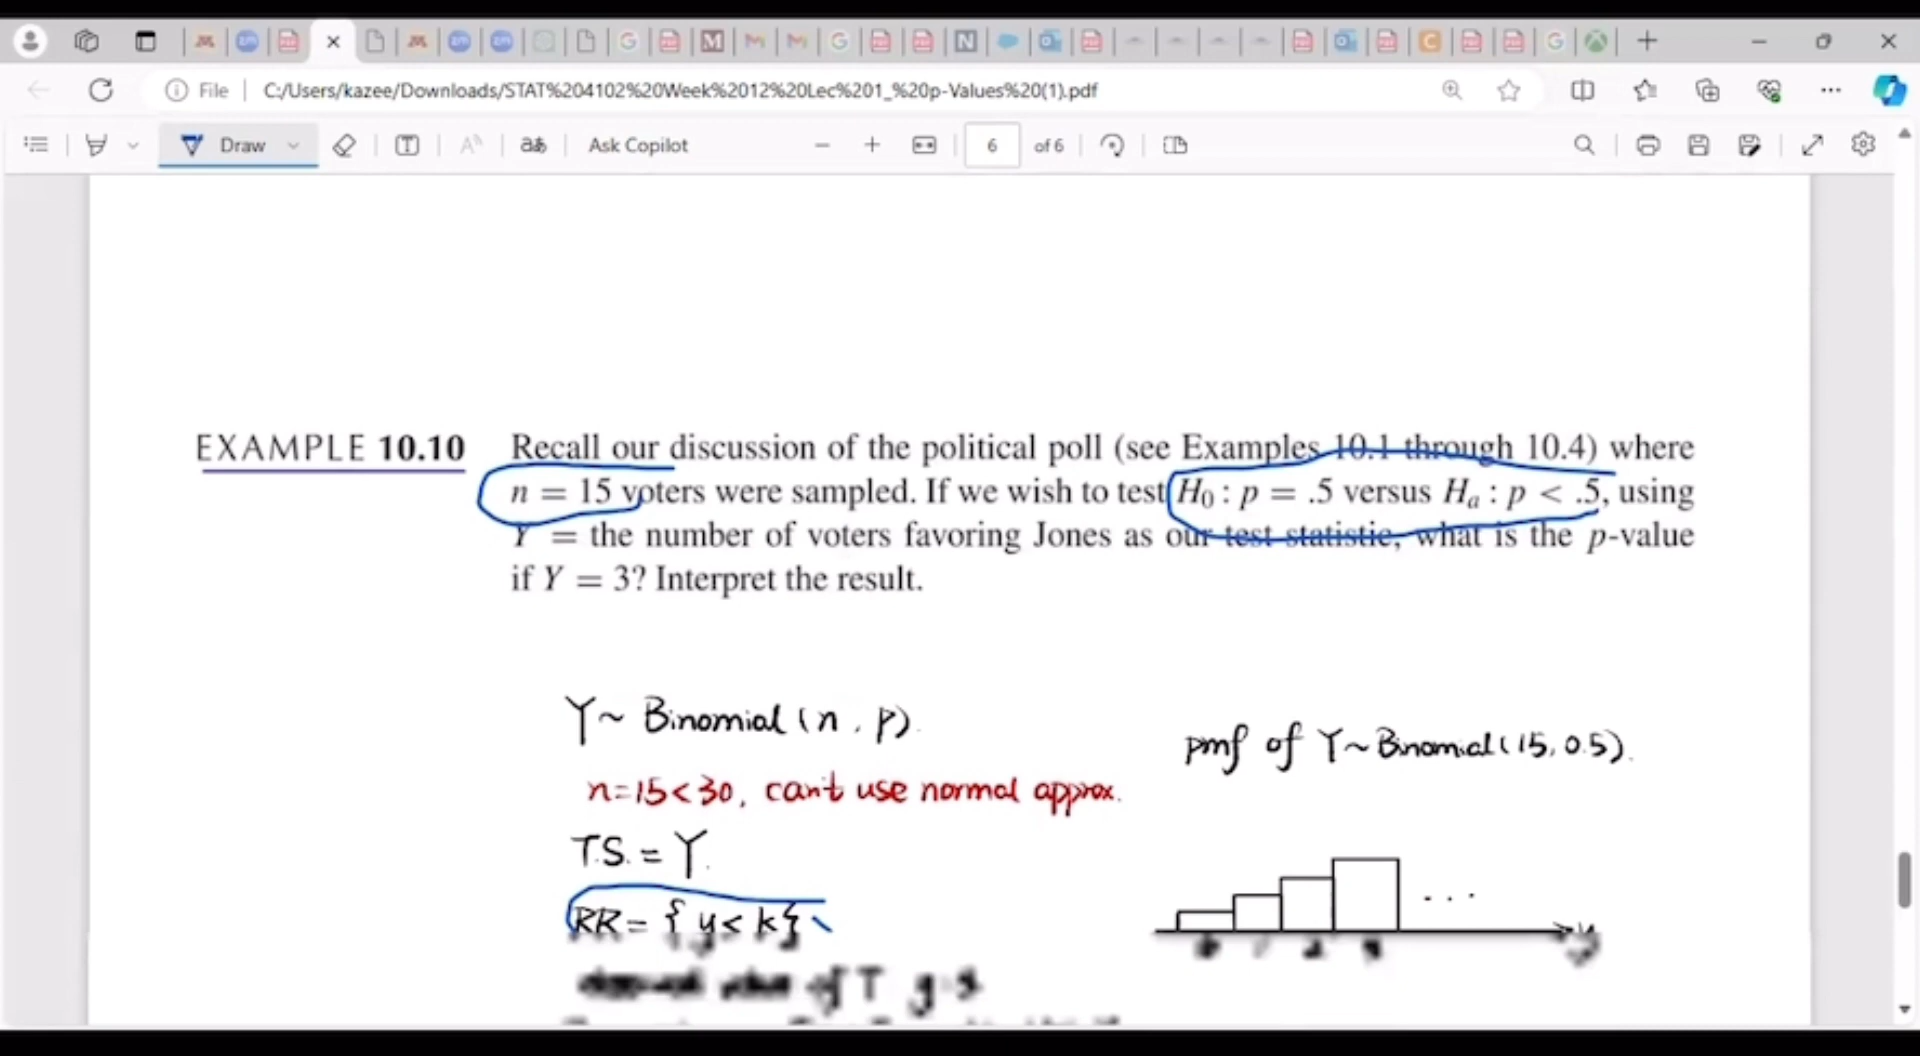 File C:/Users/kazee/Downloads/STAT%204102%20Week%2012%20Lec%201_%20p-Values%20(1).pdf
Draw Ask Copilot 6 of 6
EXAMPLE 10.10 Recall our discussion of the political poll (see Examples 10.1 through 10.4) where
n = 15 voters were sampled. If we wish to test H₀ : p = .5 versus Hₐ : p < .5, using
Y = the number of voters favoring Jones as our test statistic, what is the p-value
if Y = 3? Interpret the result.
Y ~ Binomial (n, p).
pmf of Y ~ Binomial (15, 0.5).
n=15<30, can't use normal approx.
T.S. = Y.
RR = { y < k }
...
of